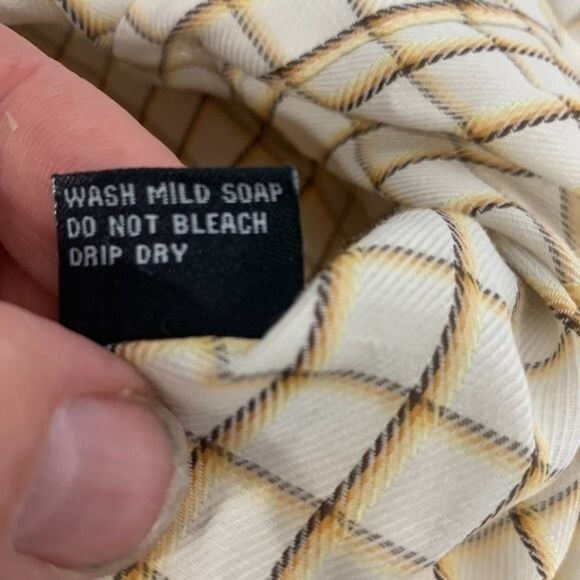 WASH MILD SOAP
DO NOT BLEACH
DRIP DRY